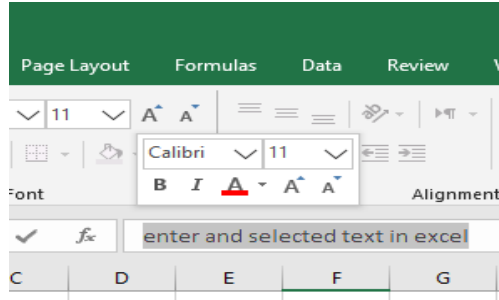 Page Layout Formulas Data Review
11 A A
Calibri 11
B I A A A
Font Alignment
fx enter and selected text in excel
C D E F G